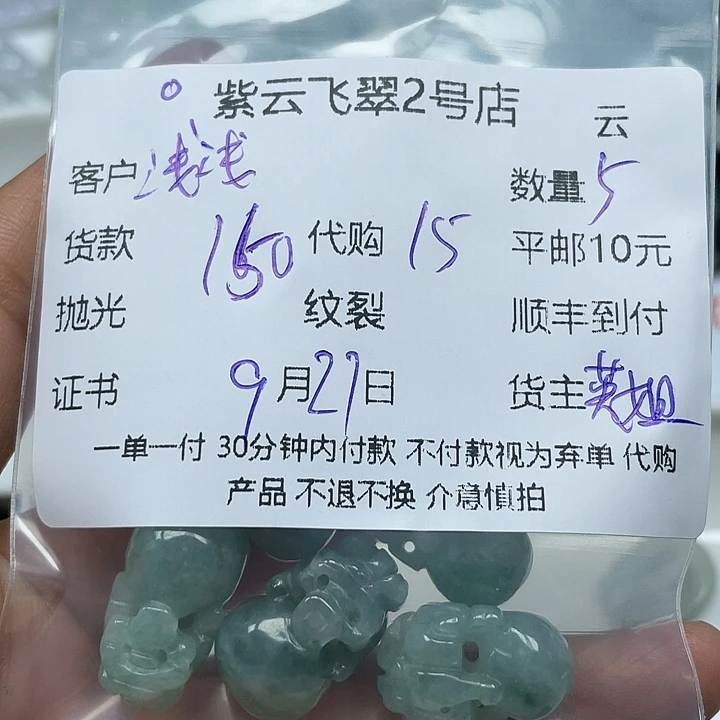 紫云飞翠2号店 云
客户 浅浅 数量 5
货款 150 代购 15 平邮10元
抛光 纹裂 顺丰到付
证书 9月27日 货主 英姐
一单一付 30分钟内付款 不付款视为弃单 代购
产品 不退不换 介意慎拍